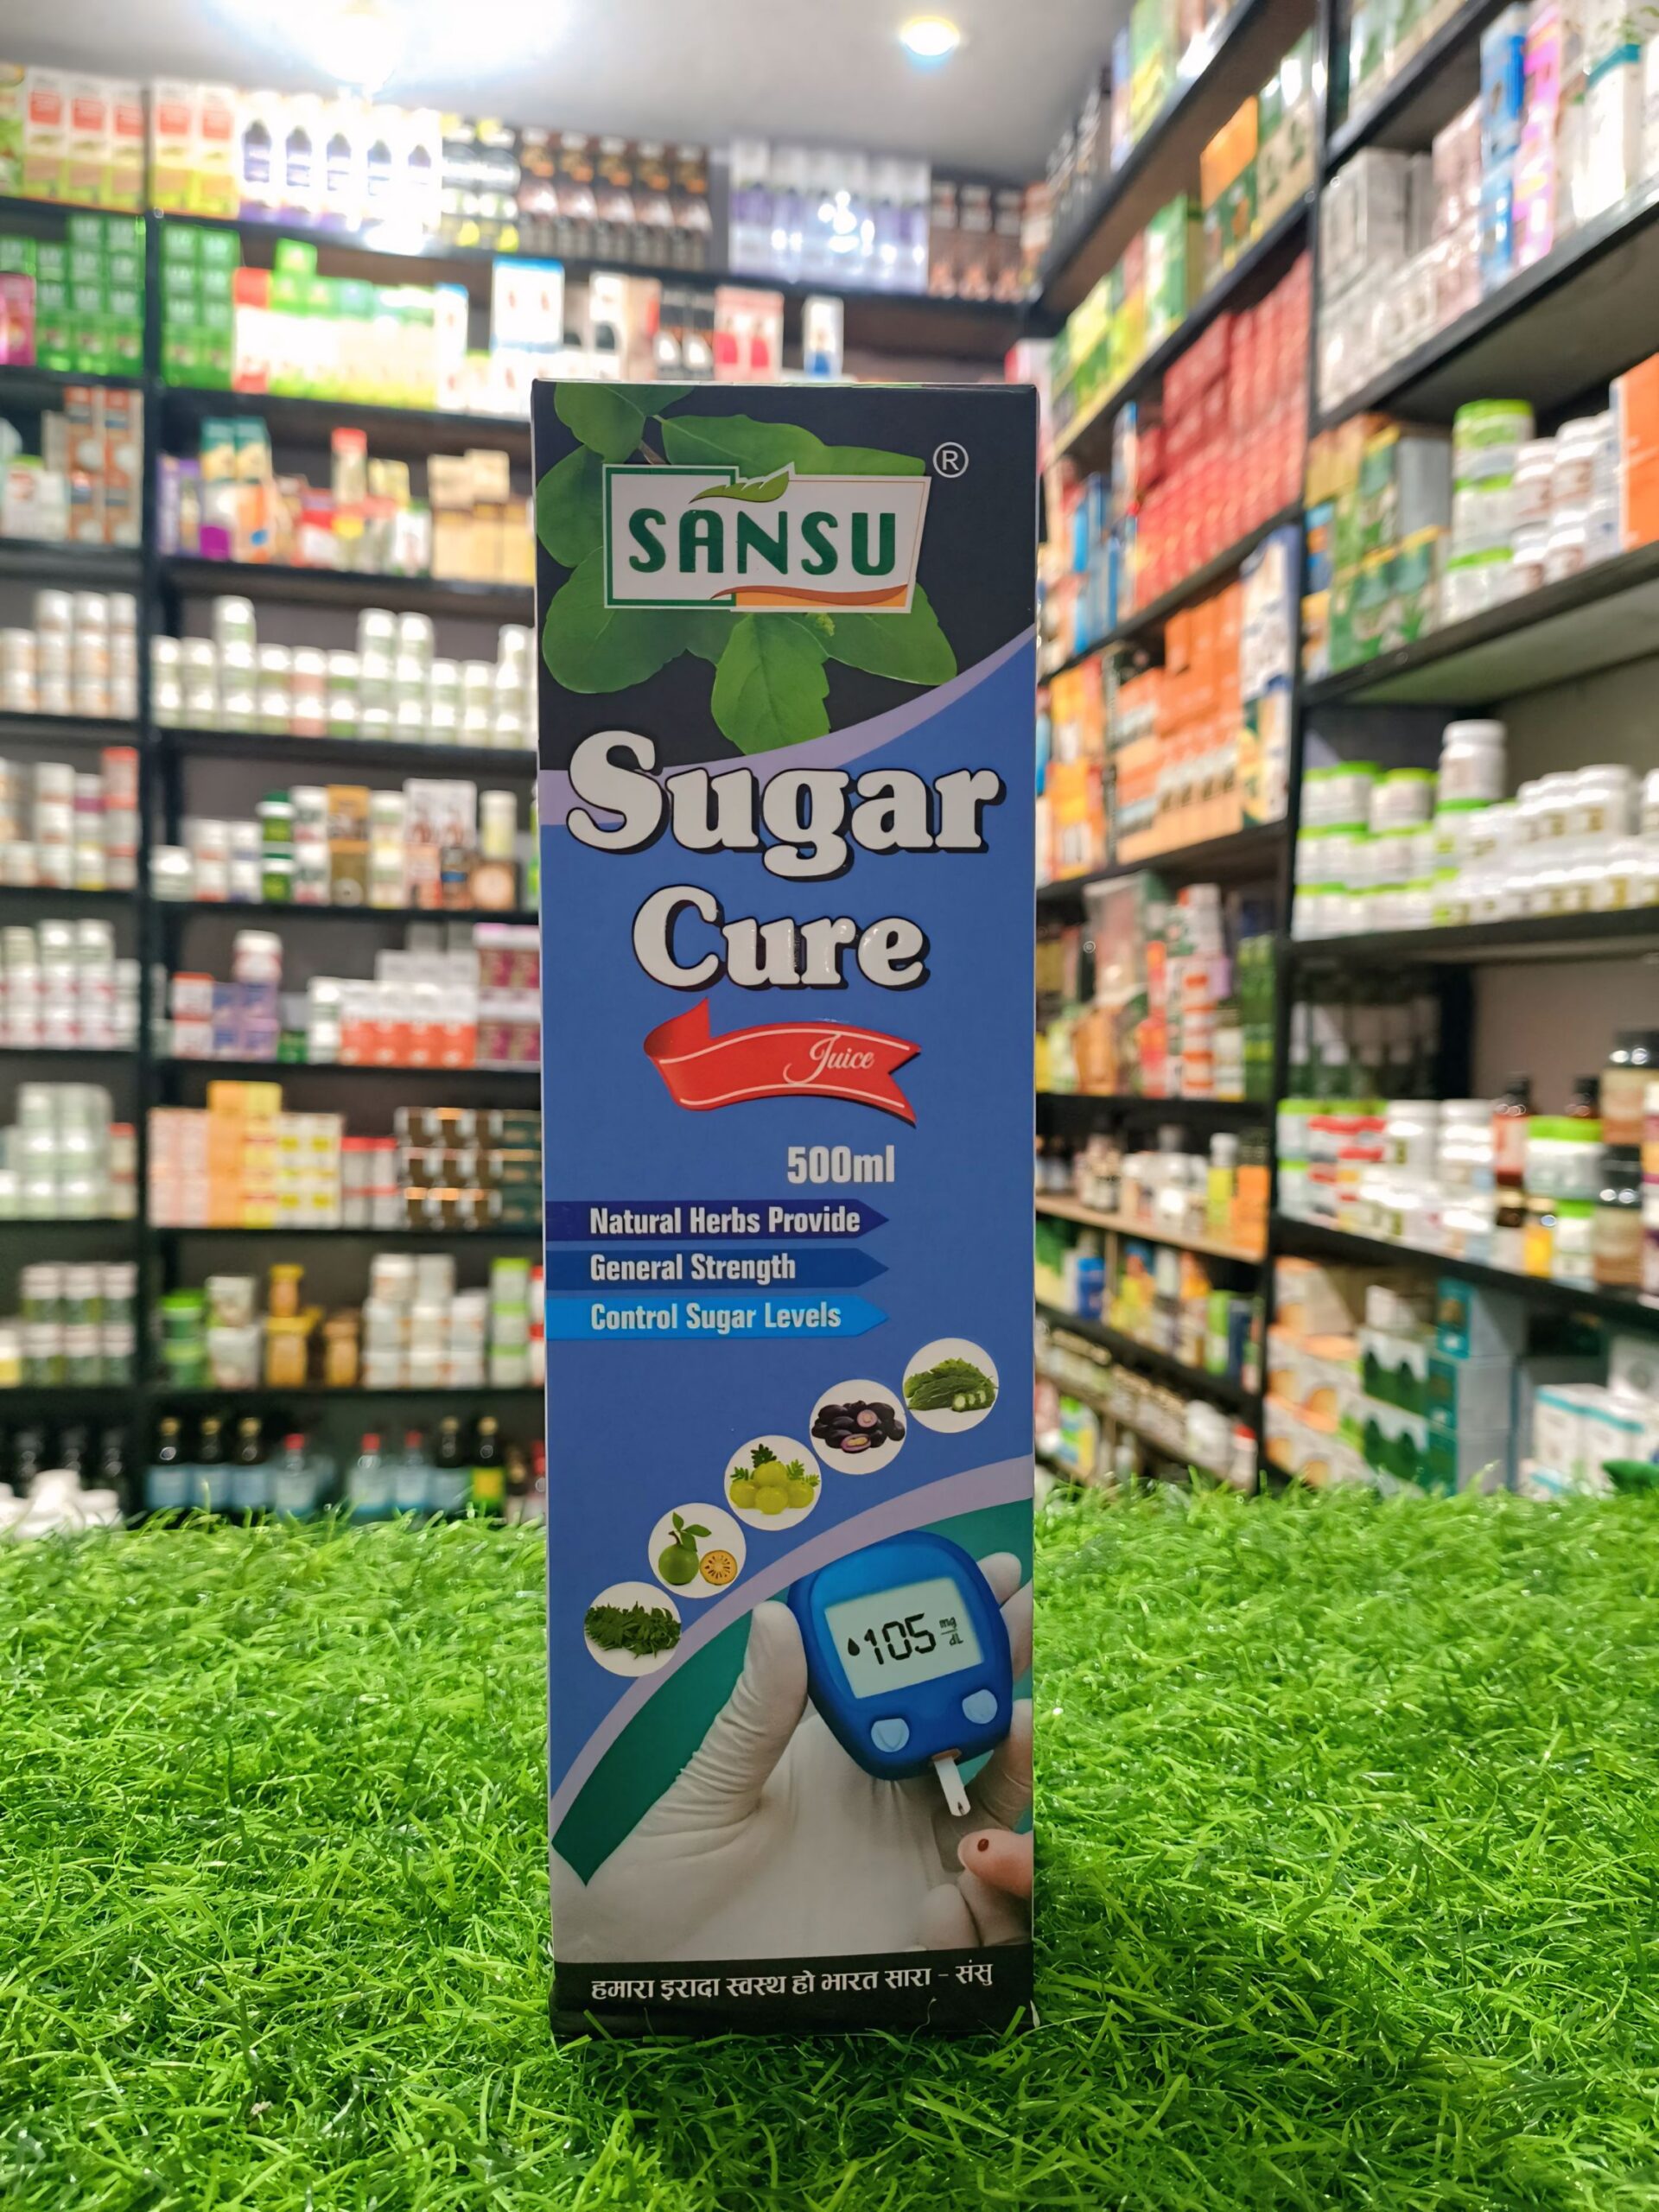 SANSU
®
Sugar
Cure
Juice
500ml
Natural Herbs Provide
General Strength
Control Sugar Levels
105 mg/dL
हमारा इरादा स्वस्थ हो भारत सारा - संसु